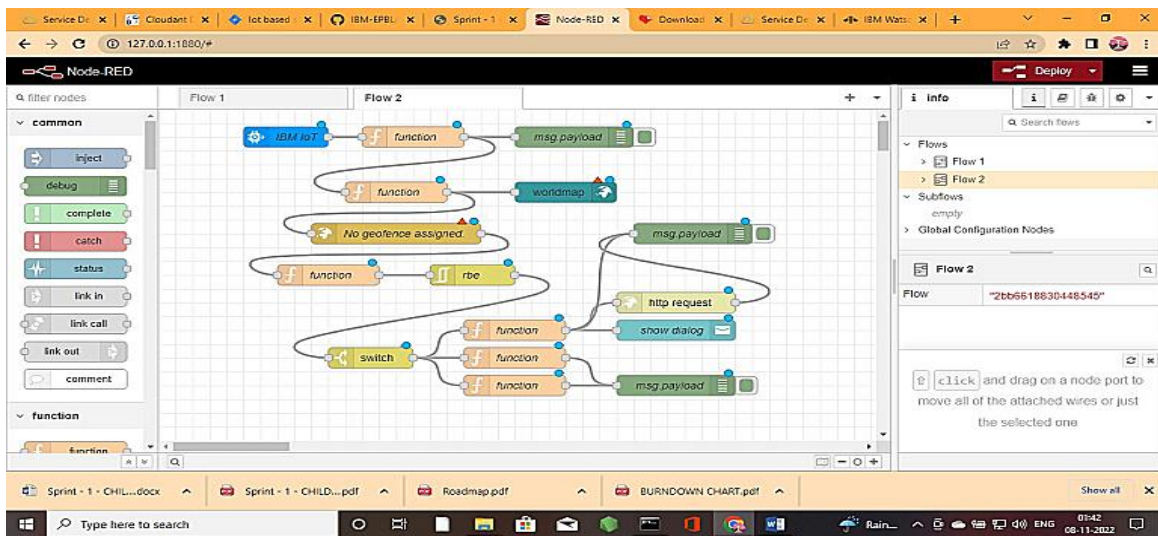 Service De
Cloudant
Iot based
IBM-EPBL
Sprint - 1
Node-RED
Download
Service De
IBM Wats
127.0.0.1:1880/#
Node-RED
Deploy
filter nodes
Flow 1
Flow 2
i info
Search flows
common
inject
debug
complete
catch
status
link in
link call
link out
comment
function
function
IBM IoT
function
msg.payload
function
worldmap
No geofence assigned.
msg.payload
function
rbe
http request
function
show dialog
switch
function
function
msg.payload
Flows
Flow 1
Flow 2
Subflows
empty
Global Configuration Nodes
Flow 2
Flow "2bb6618830448545"
click and drag on a node port to
move all of the attached wires or just
the selected one
Sprint - 1 - CHIL....docx
Sprint - 1 - CHILD....pdf
Roadmap.pdf
BURNDOWN CHART.pdf
Show all
Type here to search
Rain...
ENG
01:42
08-11-2022